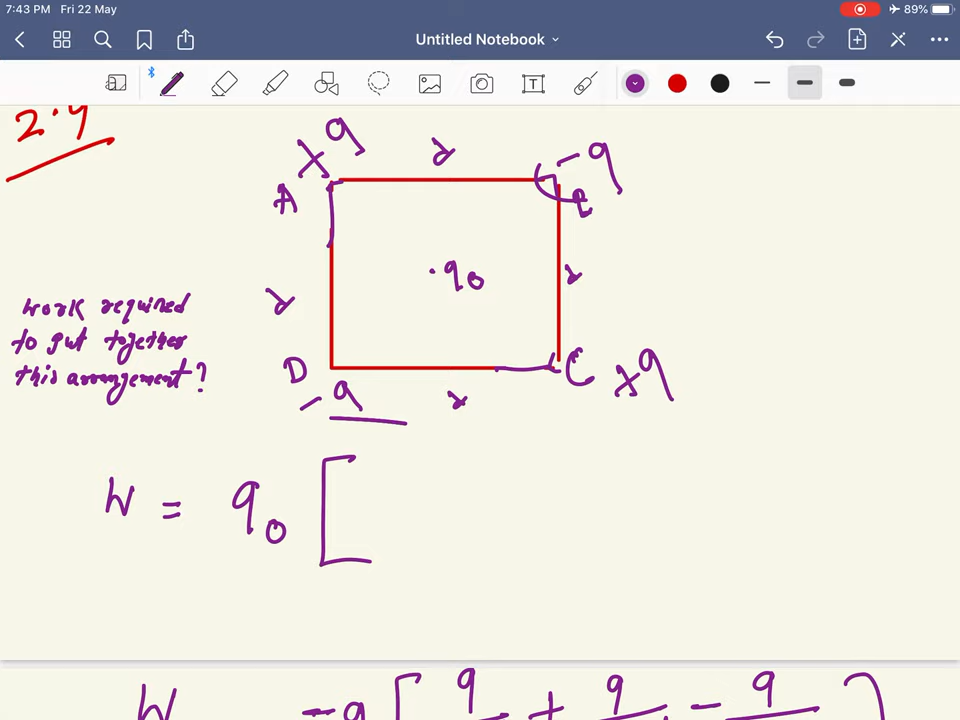 7:43 PM Fri 22 May 89%
Untitled Notebook
T
2.4
+q d -q
A
.q0 d
d
work required
to put together
this arrangement?
D C +q
-q d
W = q0 [
W -q [ q + q - q ]